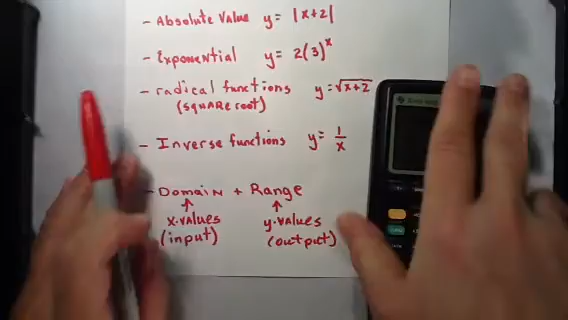 - Absolute Value y = |x+2|
- Exponential y = 2(3)^x
- radical functions y = √x+2
(square root)
- Inverse functions y = 1/x
- Domain + Range
↑ ↑
x-values y-values
(input) (output)